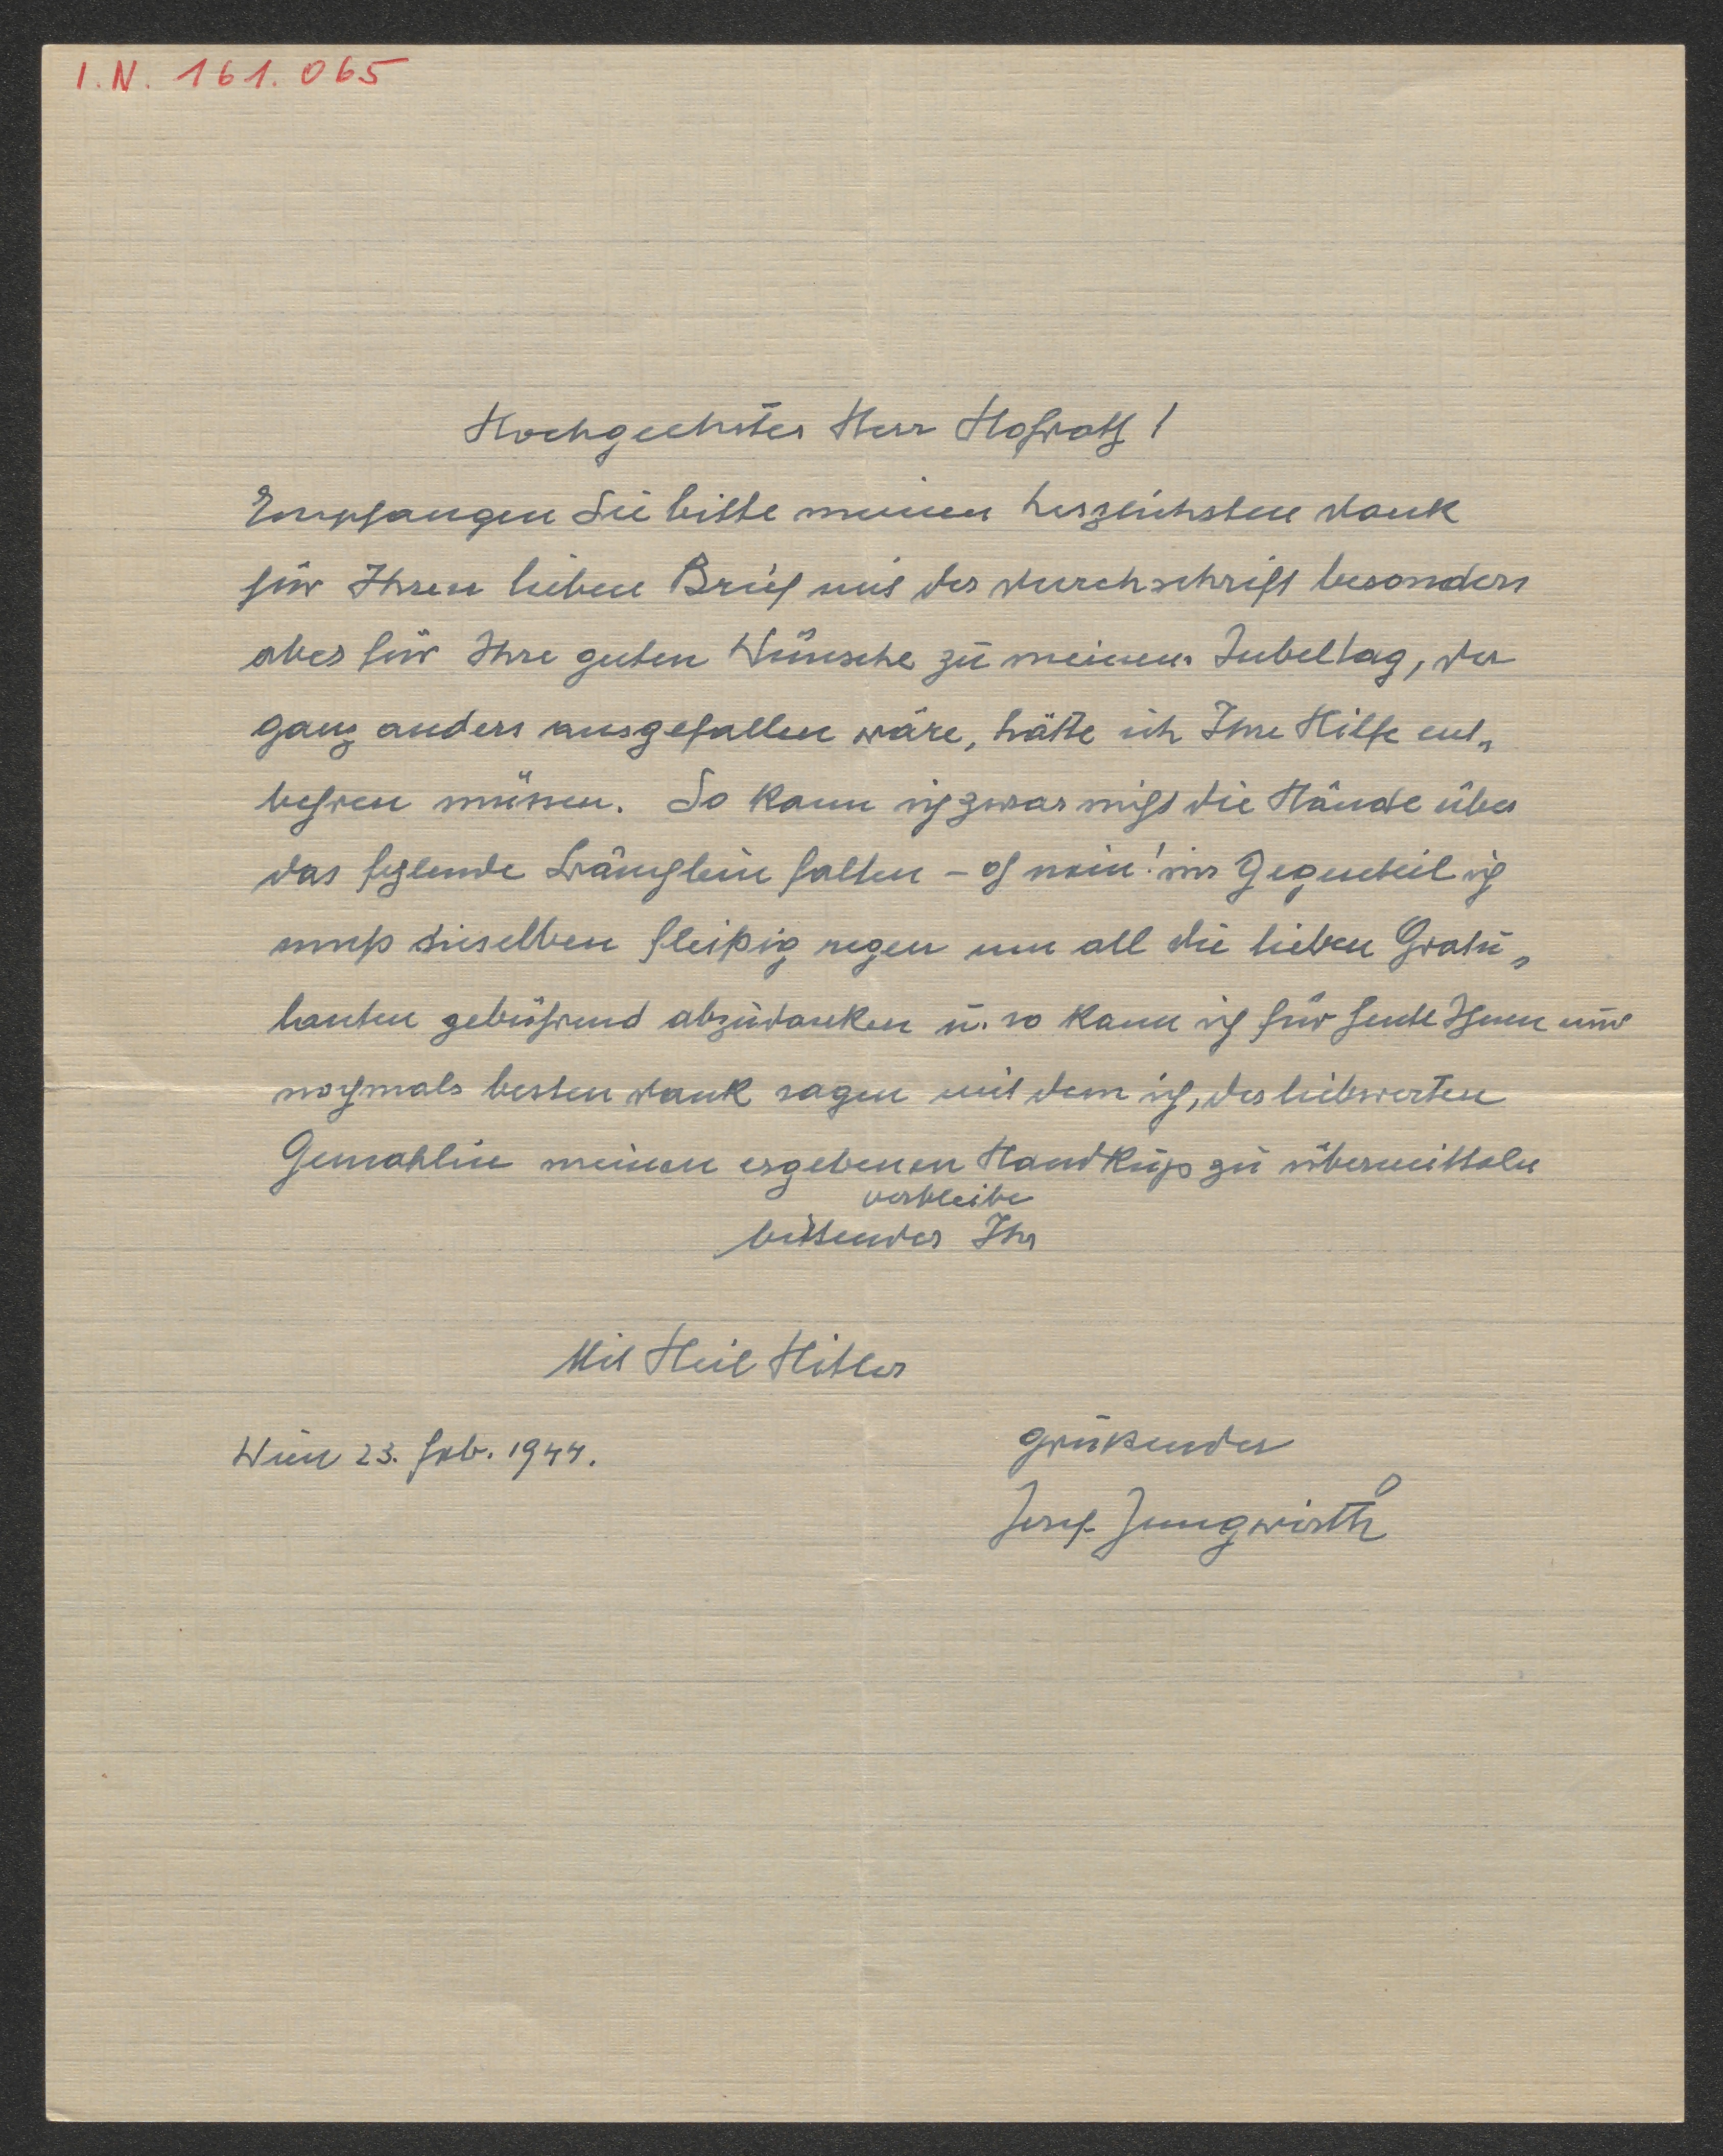 I.N. 161.065
Hochgeehrter Herr Hofrath!
Empfangen Sie bitte meinen herzlichsten Dank
für Ihren lieben Brief mit der Durchschrift besonders
aber für Ihre guten Wünsche zu meinem Jubeltag, der
ganz anders ausgefallen wäre, hätte ich Ihre Hilfe ent„
behren müssen. So kann ich zwar nicht die Hände über
das fehlende falten – oh nein! im Gegenteil ich
muß dieselben fleißig regen um all die lieben Gratu„
lanten gebührend abzudanken u. so kann ich für heute Ihnen nur
nochmals besten Dank sagen mit dem ich, der liebwerten
Gemahlin meinen ergebenen Handkuß zu übermitteln
verbleibe
bittender Ihr
Mit Heil Hitler
Wien 23. Feb. 1944.
grüßender
Josef Jungwirth